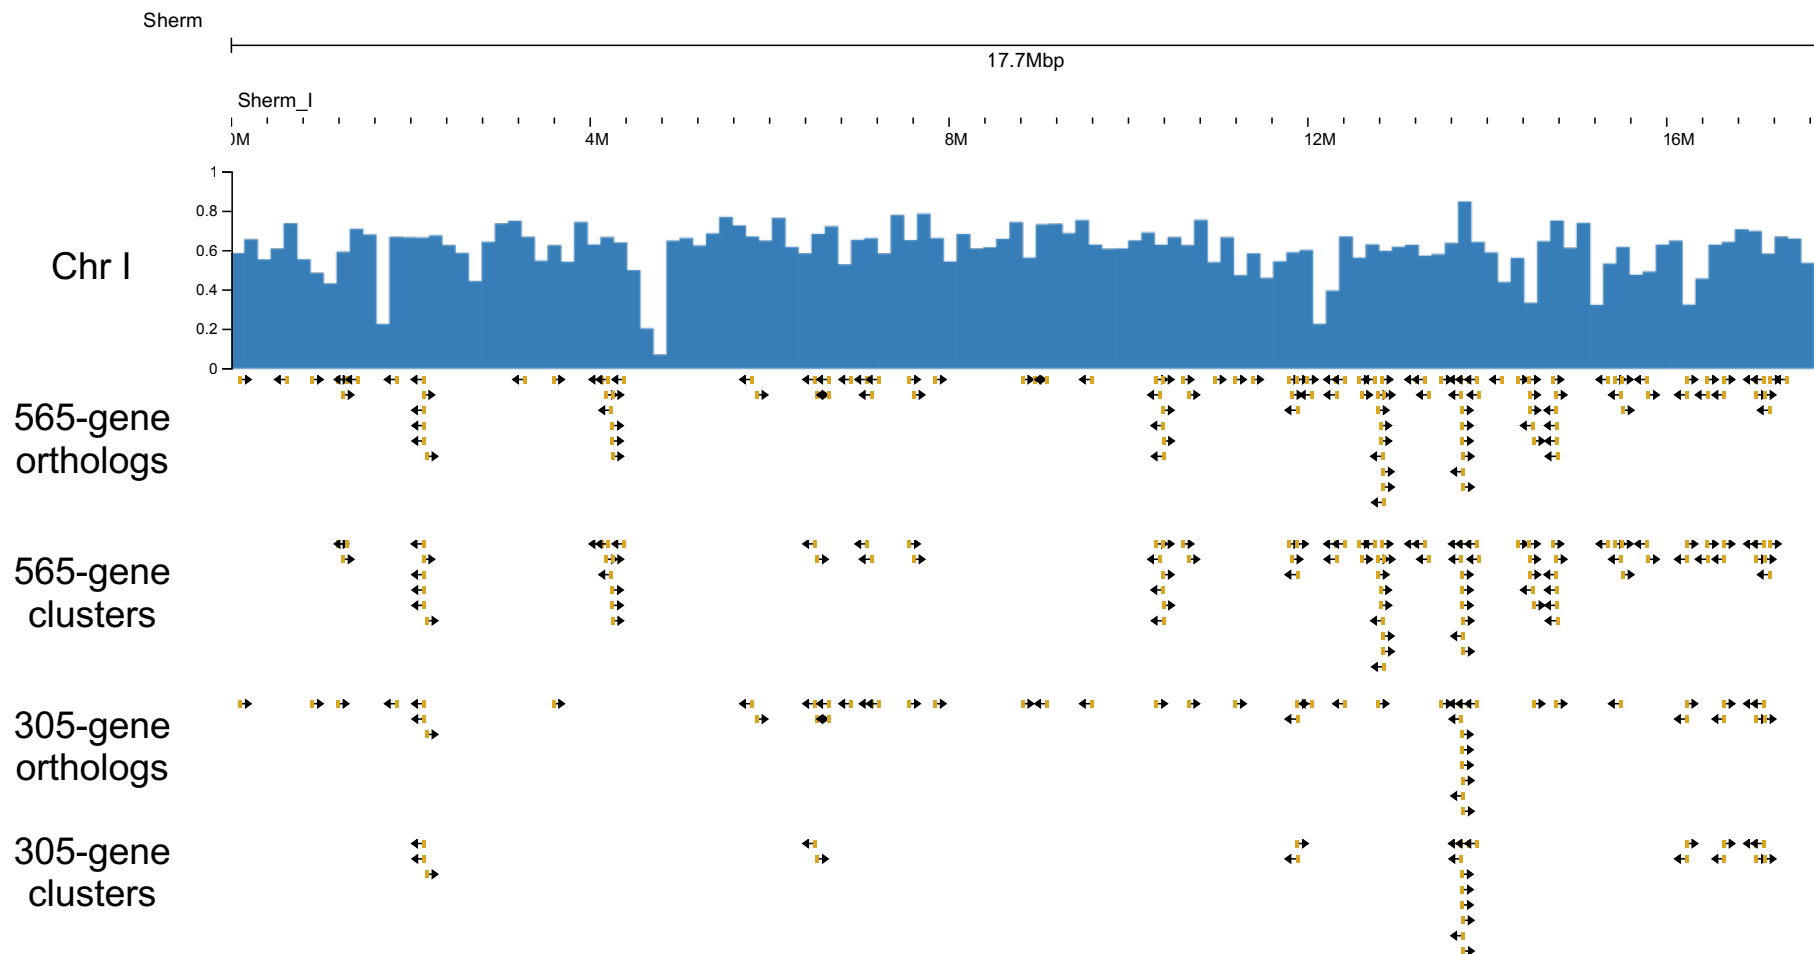 Sherm
17.7Mbp
Sherm_I
0M 4M 8M 12M 16M
1
0.8
0.6
0.4
0.2
0
Chr I
565-gene
orthologs
565-gene
clusters
305-gene
orthologs
305-gene
clusters